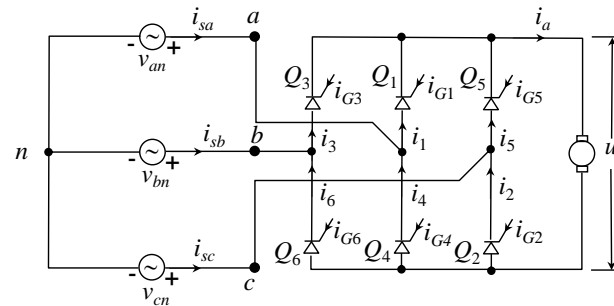 i_sa a i_a
- + v_an
Q_3 i_G3 Q_1 i_G1 Q_5 i_G5
n - + v_bn i_sb b i_3 i_1 i_5 u
i_6 i_4 i_2
Q_6 i_G6 Q_4 i_G4 Q_2 i_G2
- + v_cn i_sc c